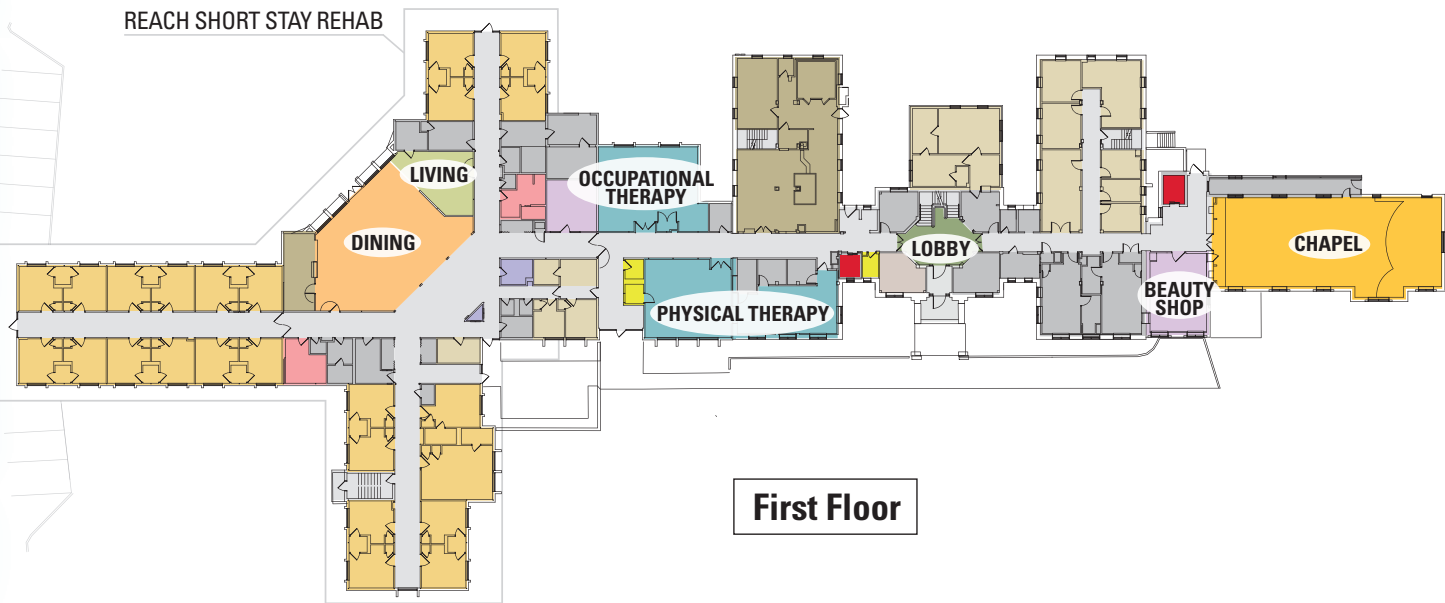 REACH SHORT STAY REHAB
LIVING
OCCUPATIONAL
THERAPY
DINING
LOBBY
CHAPEL
BEAUTY
SHOP
PHYSICAL THERAPY
First Floor